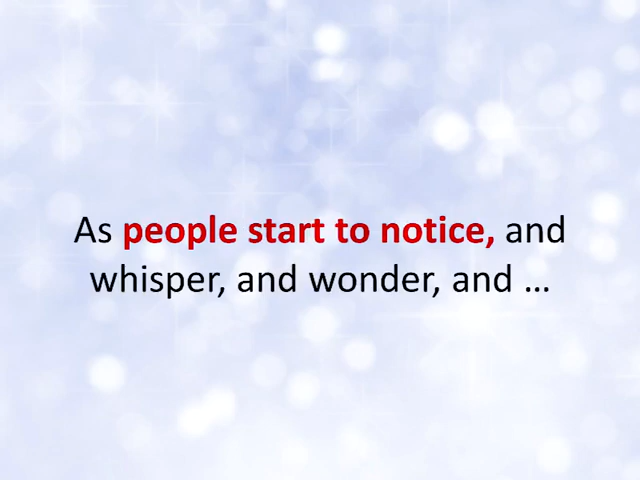 As people start to notice, and
whisper, and wonder, and …